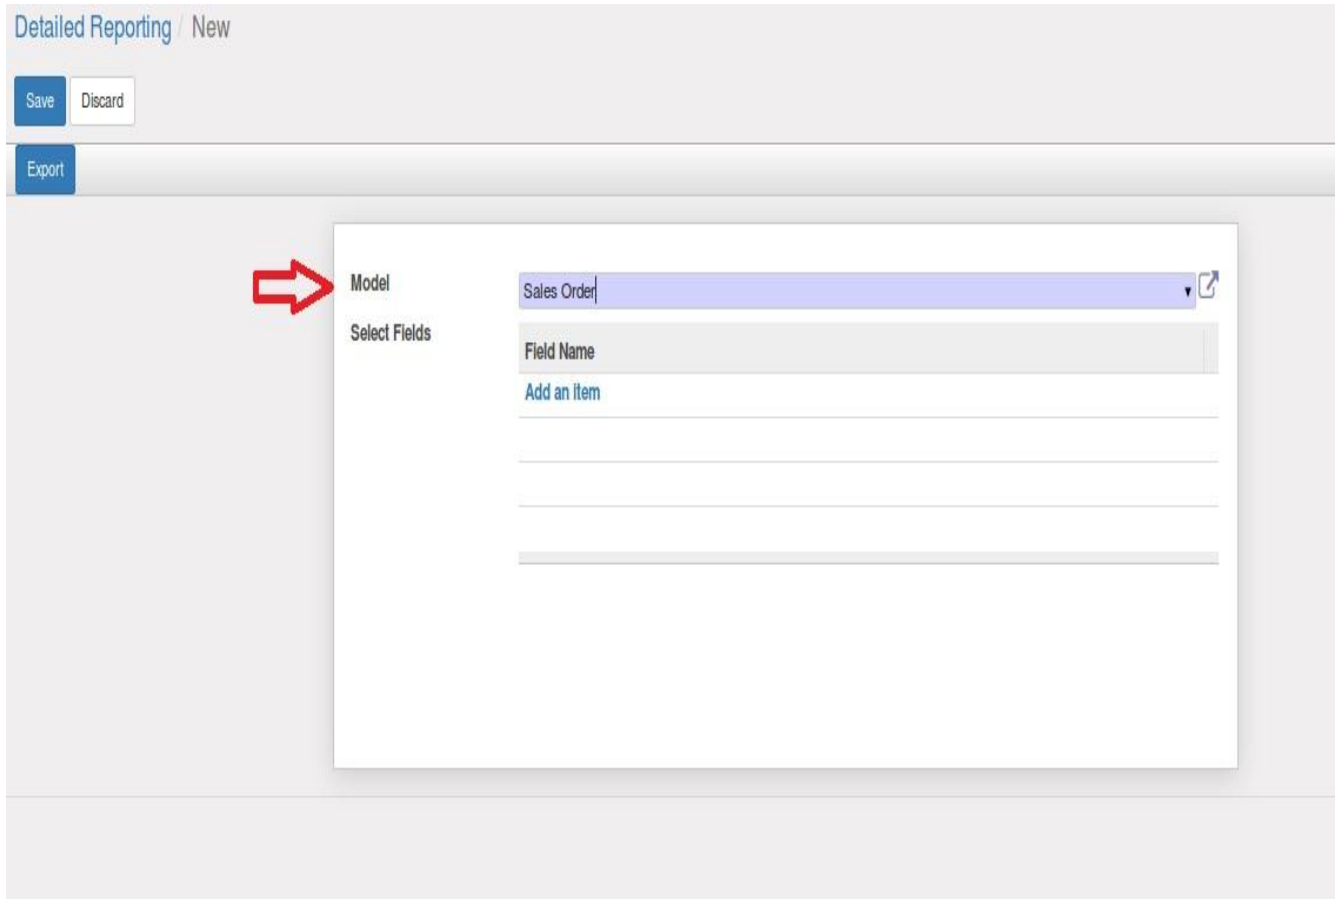 Detailed Reporting / New
Save Discard
Export
Model Sales Order
Select Fields
Field Name
Add an item